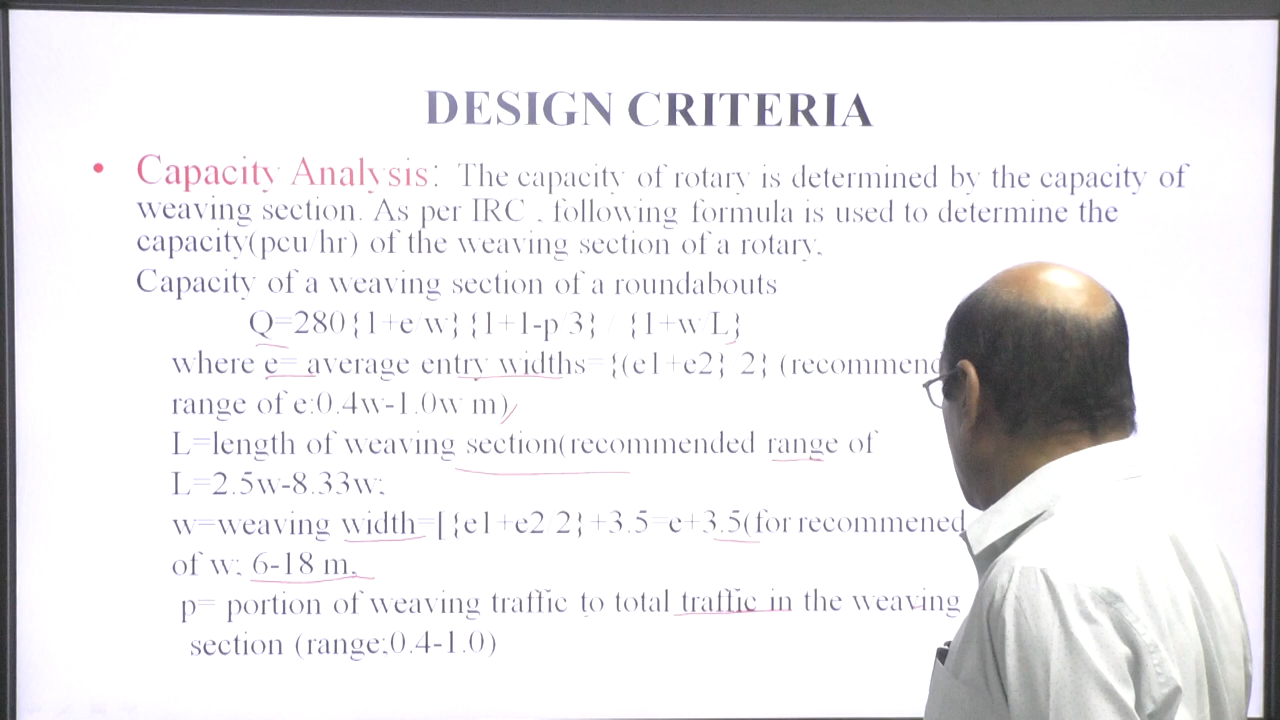 DESIGN CRITERIA
• Capacity Analysis: The capacity of rotary is determined by the capacity of
weaving section. As per IRC , following formula is used to determine the
capacity(pcu/hr) of the weaving section of a rotary.
Capacity of a weaving section of a roundabouts
Q=280{1+e/w}{1+1-p/3} / {1+w/L}
where e= average entry widths={(e1+e2}/2} (recommend
range of e:0.4w-1.0w m)
L=length of weaving section(recommended range of
L=2.5w-8.33w;
w=weaving width=[{e1+e2/2}+3.5=e+3.5(for recommened
of w; 6-18 m,
p= portion of weaving traffic to total traffic in the weaving
section (range:0.4-1.0)